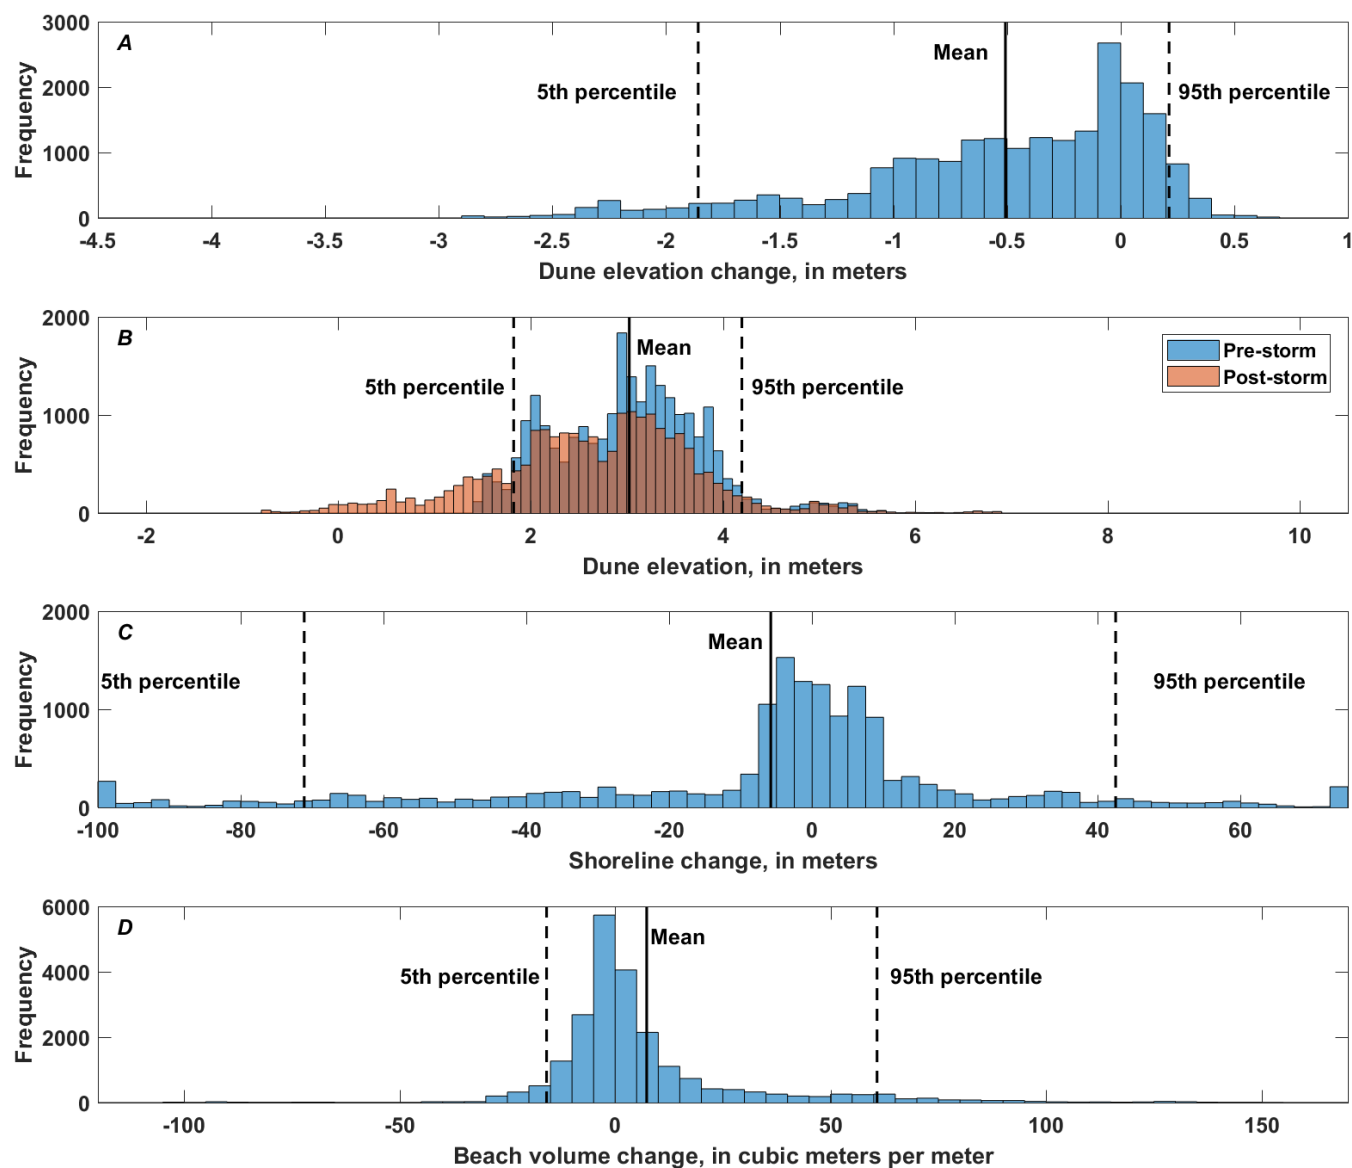 A
3000
2000
1000
0
Frequency
5th percentile
Mean
95th percentile
-4.5 -4 -3.5 -3 -2.5 -2 -1.5 -1 -0.5 0 0.5 1
Dune elevation change, in meters
B
2000
1000
0
Frequency
5th percentile
Mean
95th percentile
Pre-storm
Post-storm
-2 0 2 4 6 8 10
Dune elevation, in meters
C
2000
1000
0
Frequency
5th percentile
Mean
95th percentile
-100 -80 -60 -40 -20 0 20 40 60
Shoreline change, in meters
D
6000
4000
2000
0
Frequency
5th percentile
Mean
95th percentile
-100 -50 0 50 100 150
Beach volume change, in cubic meters per meter